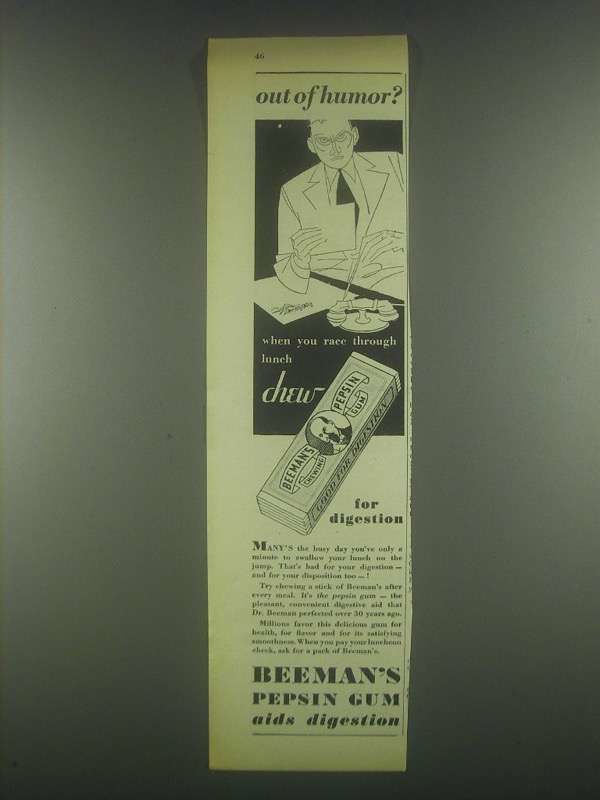 46
out of humor?
when you race through
lunch
chew—
BEEMAN'S
PEPSIN
CHEWING
GUM
GOOD FOR DIGESTION
for
digestion
MANY'S the busy day you've only a
minute to swallow your lunch on the
jump. That's bad for your digestion —
and for your disposition too — !
Try chewing a stick of Beeman's after
every meal. It's the pepsin gum — the
pleasant, convenient digestive aid that
Dr. Beeman perfected over 30 years ago.
Millions favor this delicious gum for
health, for flavor and for its satisfying
smoothness. When you pay your luncheon
check, ask for a pack of Beeman's.
BEEMAN'S
PEPSIN GUM
aids digestion